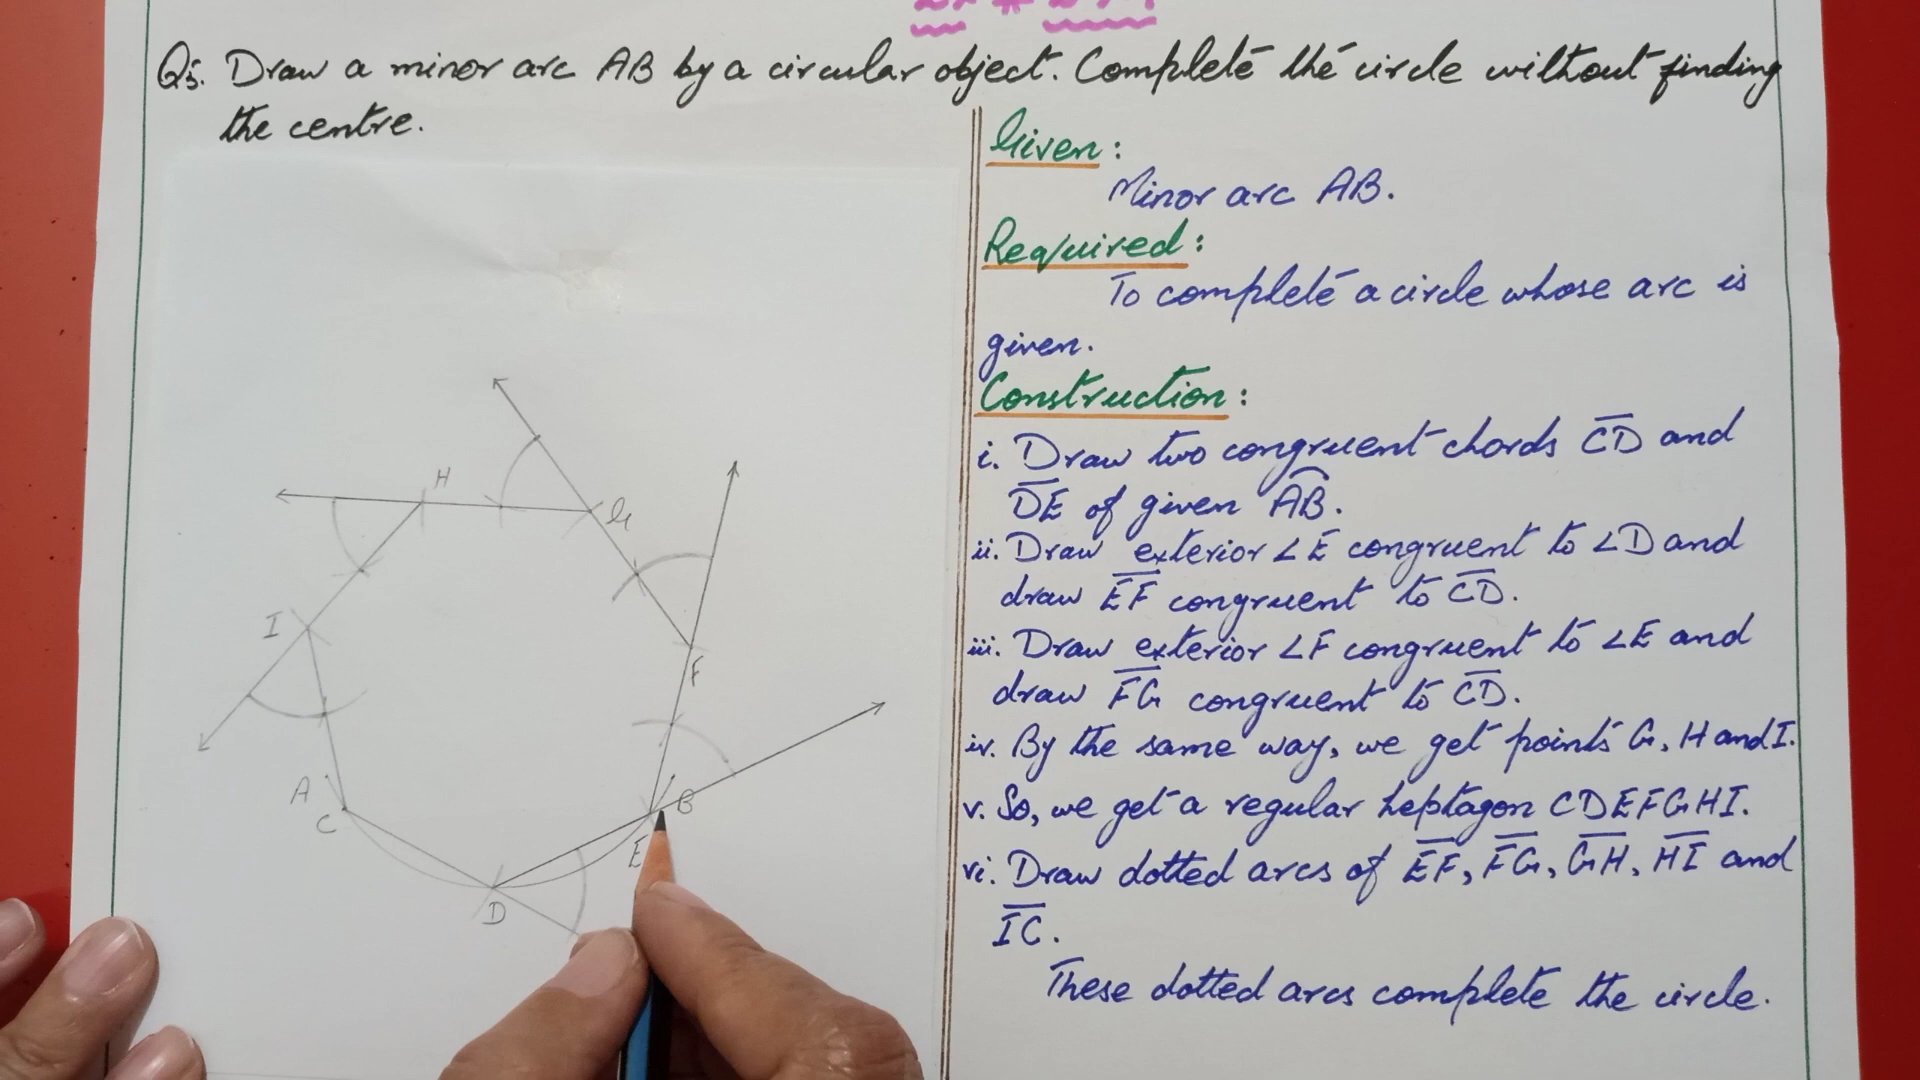 Q5. Draw a minor arc AB by a circular object. Complete the circle without finding
the centre.
Given:
Minor arc AB.
Required:
To complete a circle whose arc is
given.
Construction:
i. Draw two congruent chords CD and
DE of given AB.
ii. Draw exterior ∠E congruent to ∠D and
draw EF congruent to CD.
iii. Draw exterior ∠F congruent to ∠E and
draw FG congruent to CD.
iv. By the same way, we get points G, H and I.
v. So, we get a regular heptagon CDEFGHI.
vi. Draw dotted arcs of EF, FG, GH, HI and
IC.
These dotted arcs complete the circle.
H
G
I
F
A
B
C
E
D